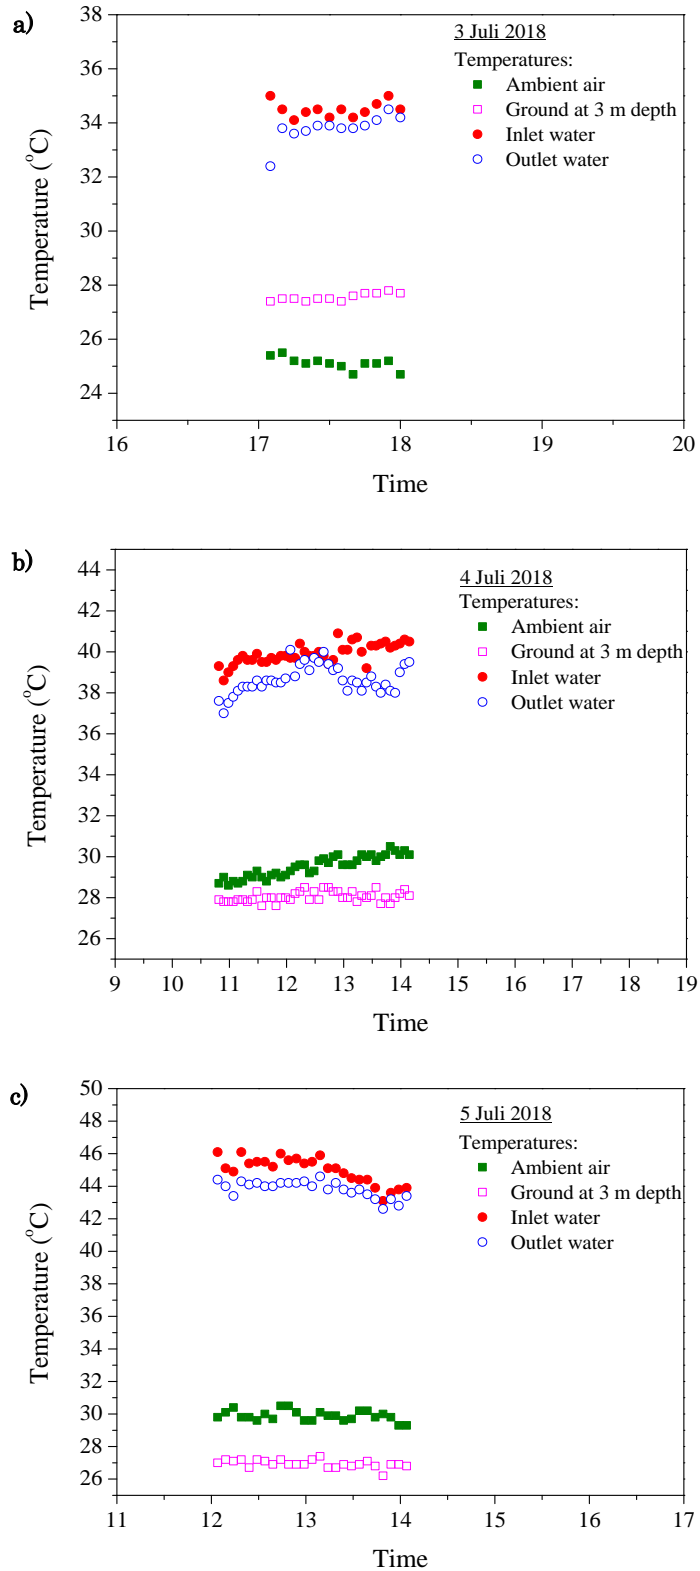 a)
38
36
34
32
30
28
26
24
Temperature (°C)
3 Juli 2018
Temperatures:
Ambient air
Ground at 3 m depth
Inlet water
Outlet water
16 17 18 19 20
Time
b)
44
42
40
38
36
34
32
30
28
26
Temperature (°C)
4 Juli 2018
Temperatures:
Ambient air
Ground at 3 m depth
Inlet water
Outlet water
9 10 11 12 13 14 15 16 17 18 19
Time
c)
50
48
46
44
42
40
38
36
34
32
30
28
26
Temperature (°C)
5 Juli 2018
Temperatures:
Ambient air
Ground at 3 m depth
Inlet water
Outlet water
11 12 13 14 15 16 17
Time